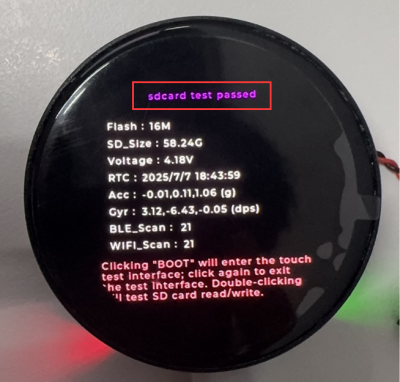 sdcard test passed
Flash : 16M
SD_Size : 58.24G
Voltage : 4.18V
RTC : 2025/7/7 18:43:59
Acc : -0.01,0.11,1.06 (g)
Gyr : 3.12,-6.43,-0.05 (dps)
BLE_Scan : 21
WIFI_Scan : 21
Clicking "BOOT" will enter the touch
test interface; click again to exit
the test interface. Double-clicking
test SD card read/write.